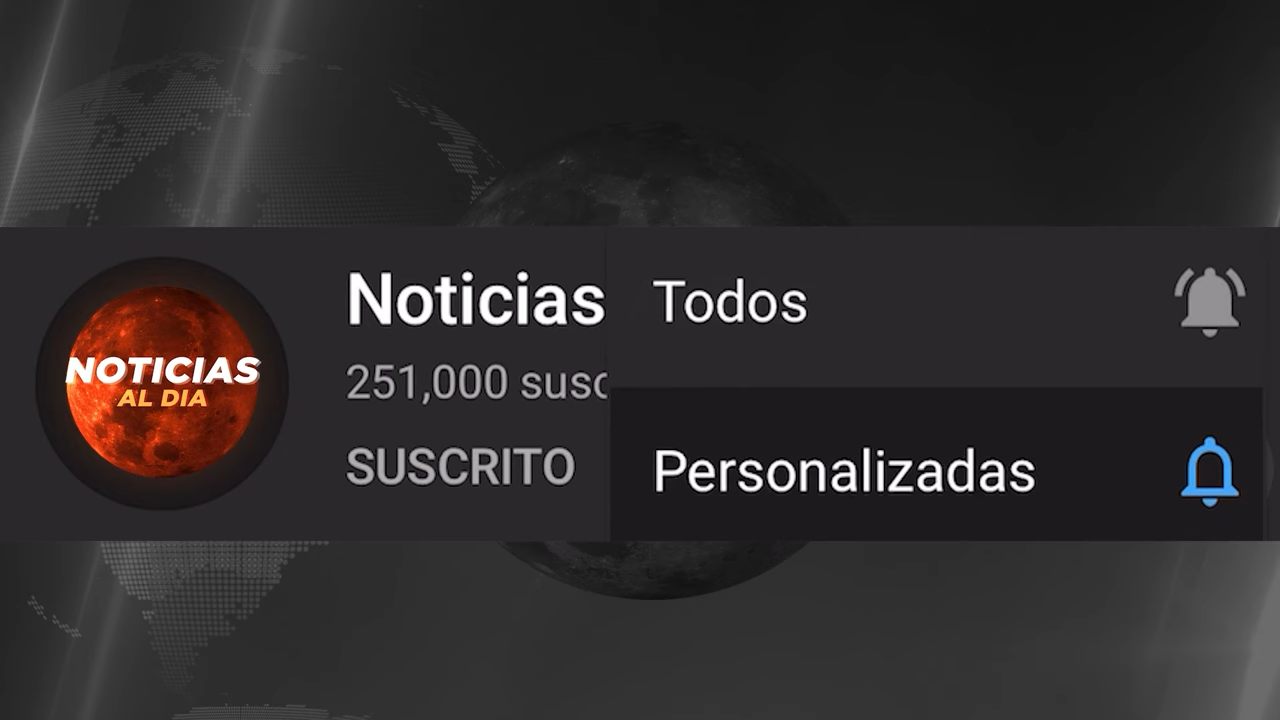 NOTICIAS
AL DIA
Noticias
251,000 susc
SUSCRITO
Todos
Personalizadas